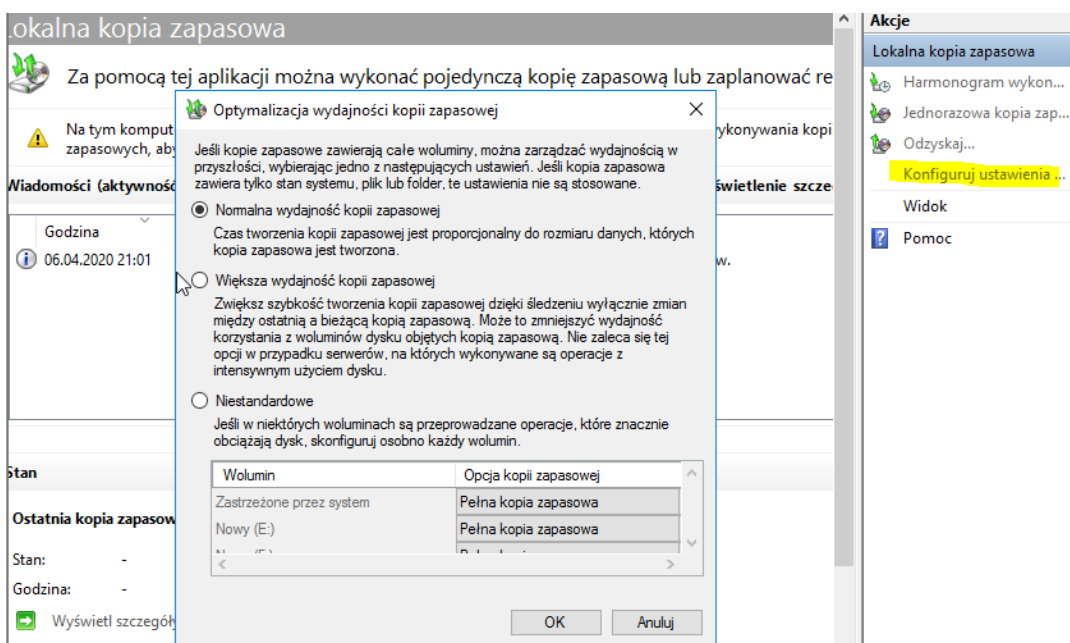 okalna kopia zapasowa
Za pomocą tej aplikacji można wykonać pojedynczą kopię zapasową lub zaplanować re
Na tym komput
ykonywania kopi
zapasowych, aby
Wiadomości (aktywność
świetlenie szcze
Godzina
06.04.2020 21:01
w.
Stan
Ostatnia kopia zapasow
Stan: -
Godzina: -
Wyświetl szczegół
Optymalizacja wydajności kopii zapasowej
Jeśli kopie zapasowe zawierają całe woluminy, można zarządzać wydajnością w
przyszłości, wybierając jedno z następujących ustawień. Jeśli kopia zapasowa
zawiera tylko stan systemu, plik lub folder, te ustawienia nie są stosowane.
Normalna wydajność kopii zapasowej
Czas tworzenia kopii zapasowej jest proporcjonalny do rozmiaru danych, których
kopia zapasowa jest tworzona.
Większa wydajność kopii zapasowej
Zwiększ szybkość tworzenia kopii zapasowej dzięki śledzeniu wyłącznie zmian
między ostatnią a bieżącą kopią zapasową. Może to zmniejszyć wydajność
korzystania z woluminów dysku objętych kopią zapasową. Nie zaleca się tej
opcji w przypadku serwerów, na których wykonywane są operacje z
intensywnym użyciem dysku.
Niestandardowe
Jeśli w niektórych woluminach są przeprowadzane operacje, które znacznie
obciążają dysk, skonfiguruj osobno każdy wolumin.
Wolumin Opcja kopii zapasowej
Zastrzeżone przez system Pełna kopia zapasowa
Nowy (E:) Pełna kopia zapasowa
OK Anuluj
Akcje
Lokalna kopia zapasowa
Harmonogram wykon...
Jednorazowa kopia zap...
Odzyskaj...
Konfiguruj ustawienia ...
Widok
Pomoc